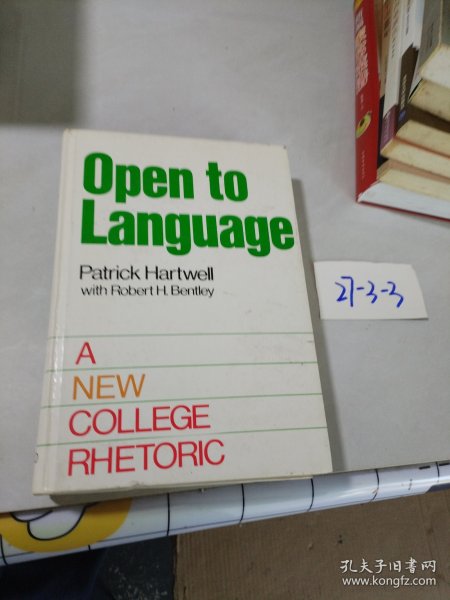 Open to
Language
Patrick Hartwell
with Robert H. Bentley
A
NEW
COLLEGE
RHETORIC
27-3-3
孔夫子旧书网
www.kongfz.com